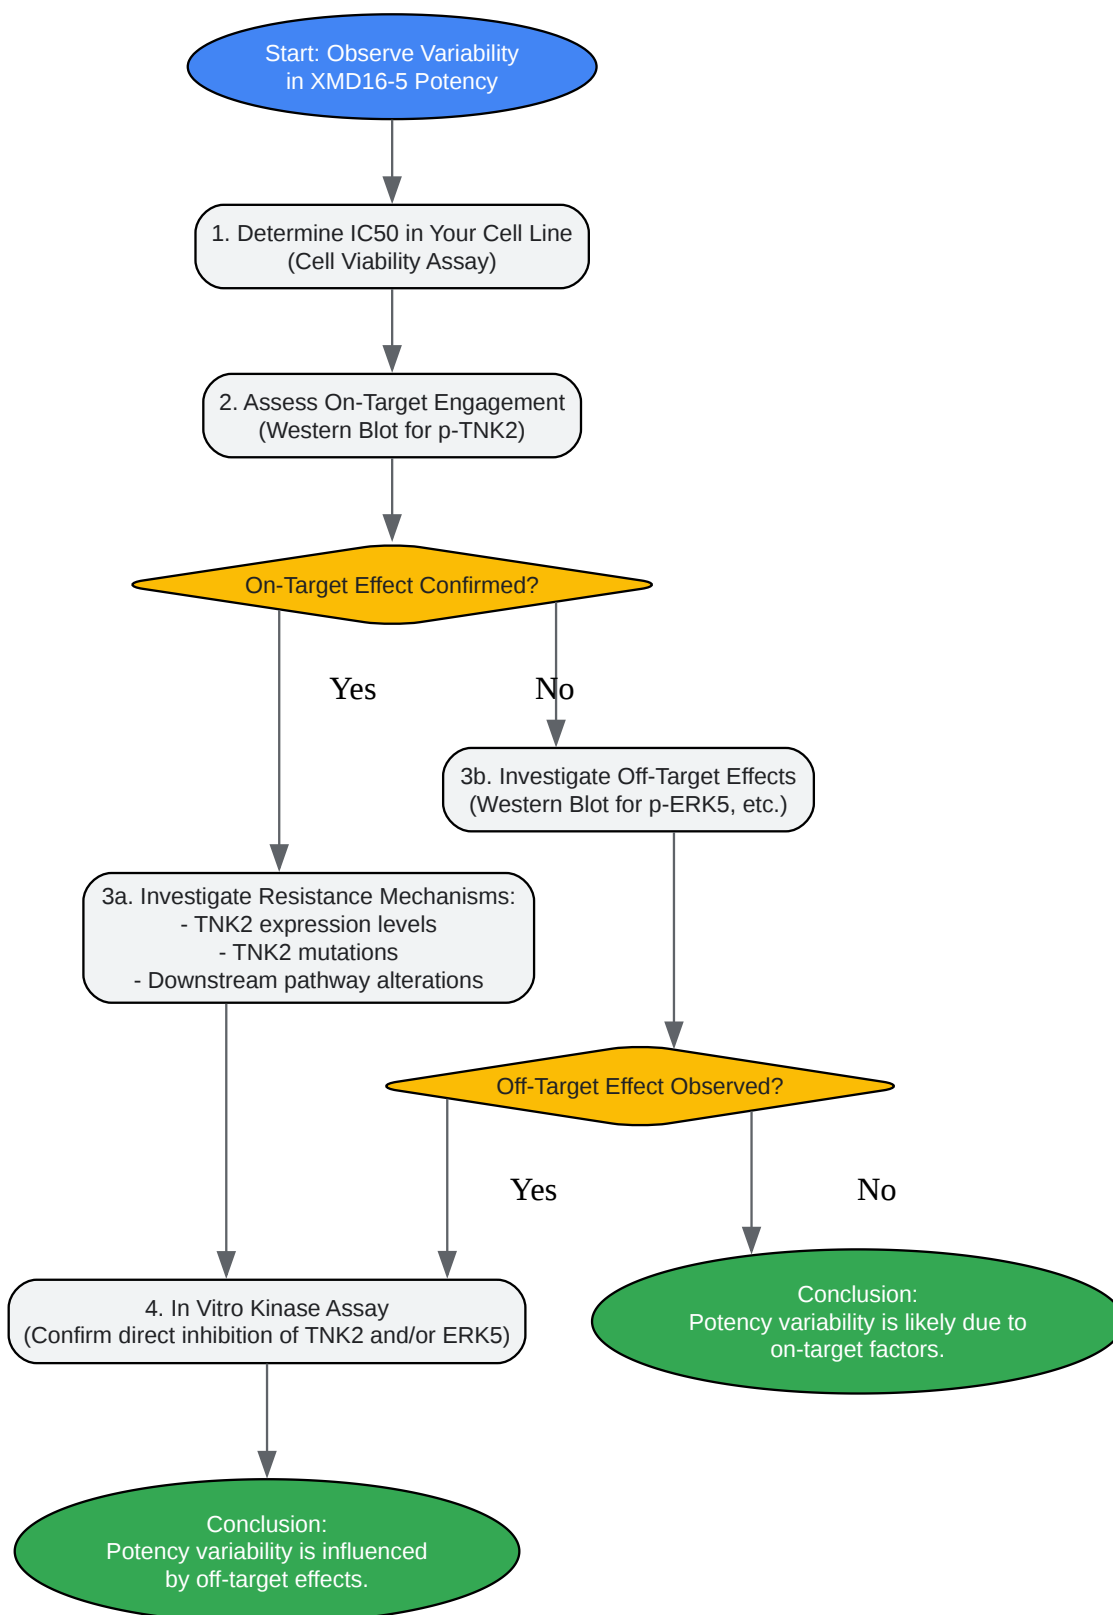 Start: Observe Variability
in XMD16-5 Potency
1. Determine IC50 in Your Cell Line
(Cell Viability Assay)
2. Assess On-Target Engagement
(Western Blot for p-TNK2)
On-Target Effect Confirmed?
Yes
No
3b. Investigate Off-Target Effects
(Western Blot for p-ERK5, etc.)
3a. Investigate Resistance Mechanisms:
- TNK2 expression levels
- TNK2 mutations
- Downstream pathway alterations
Off-Target Effect Observed?
Yes
No
4. In Vitro Kinase Assay
(Confirm direct inhibition of TNK2 and/or ERK5)
Conclusion:
Potency variability is likely due to
on-target factors.
Conclusion:
Potency variability is influenced
by off-target effects.